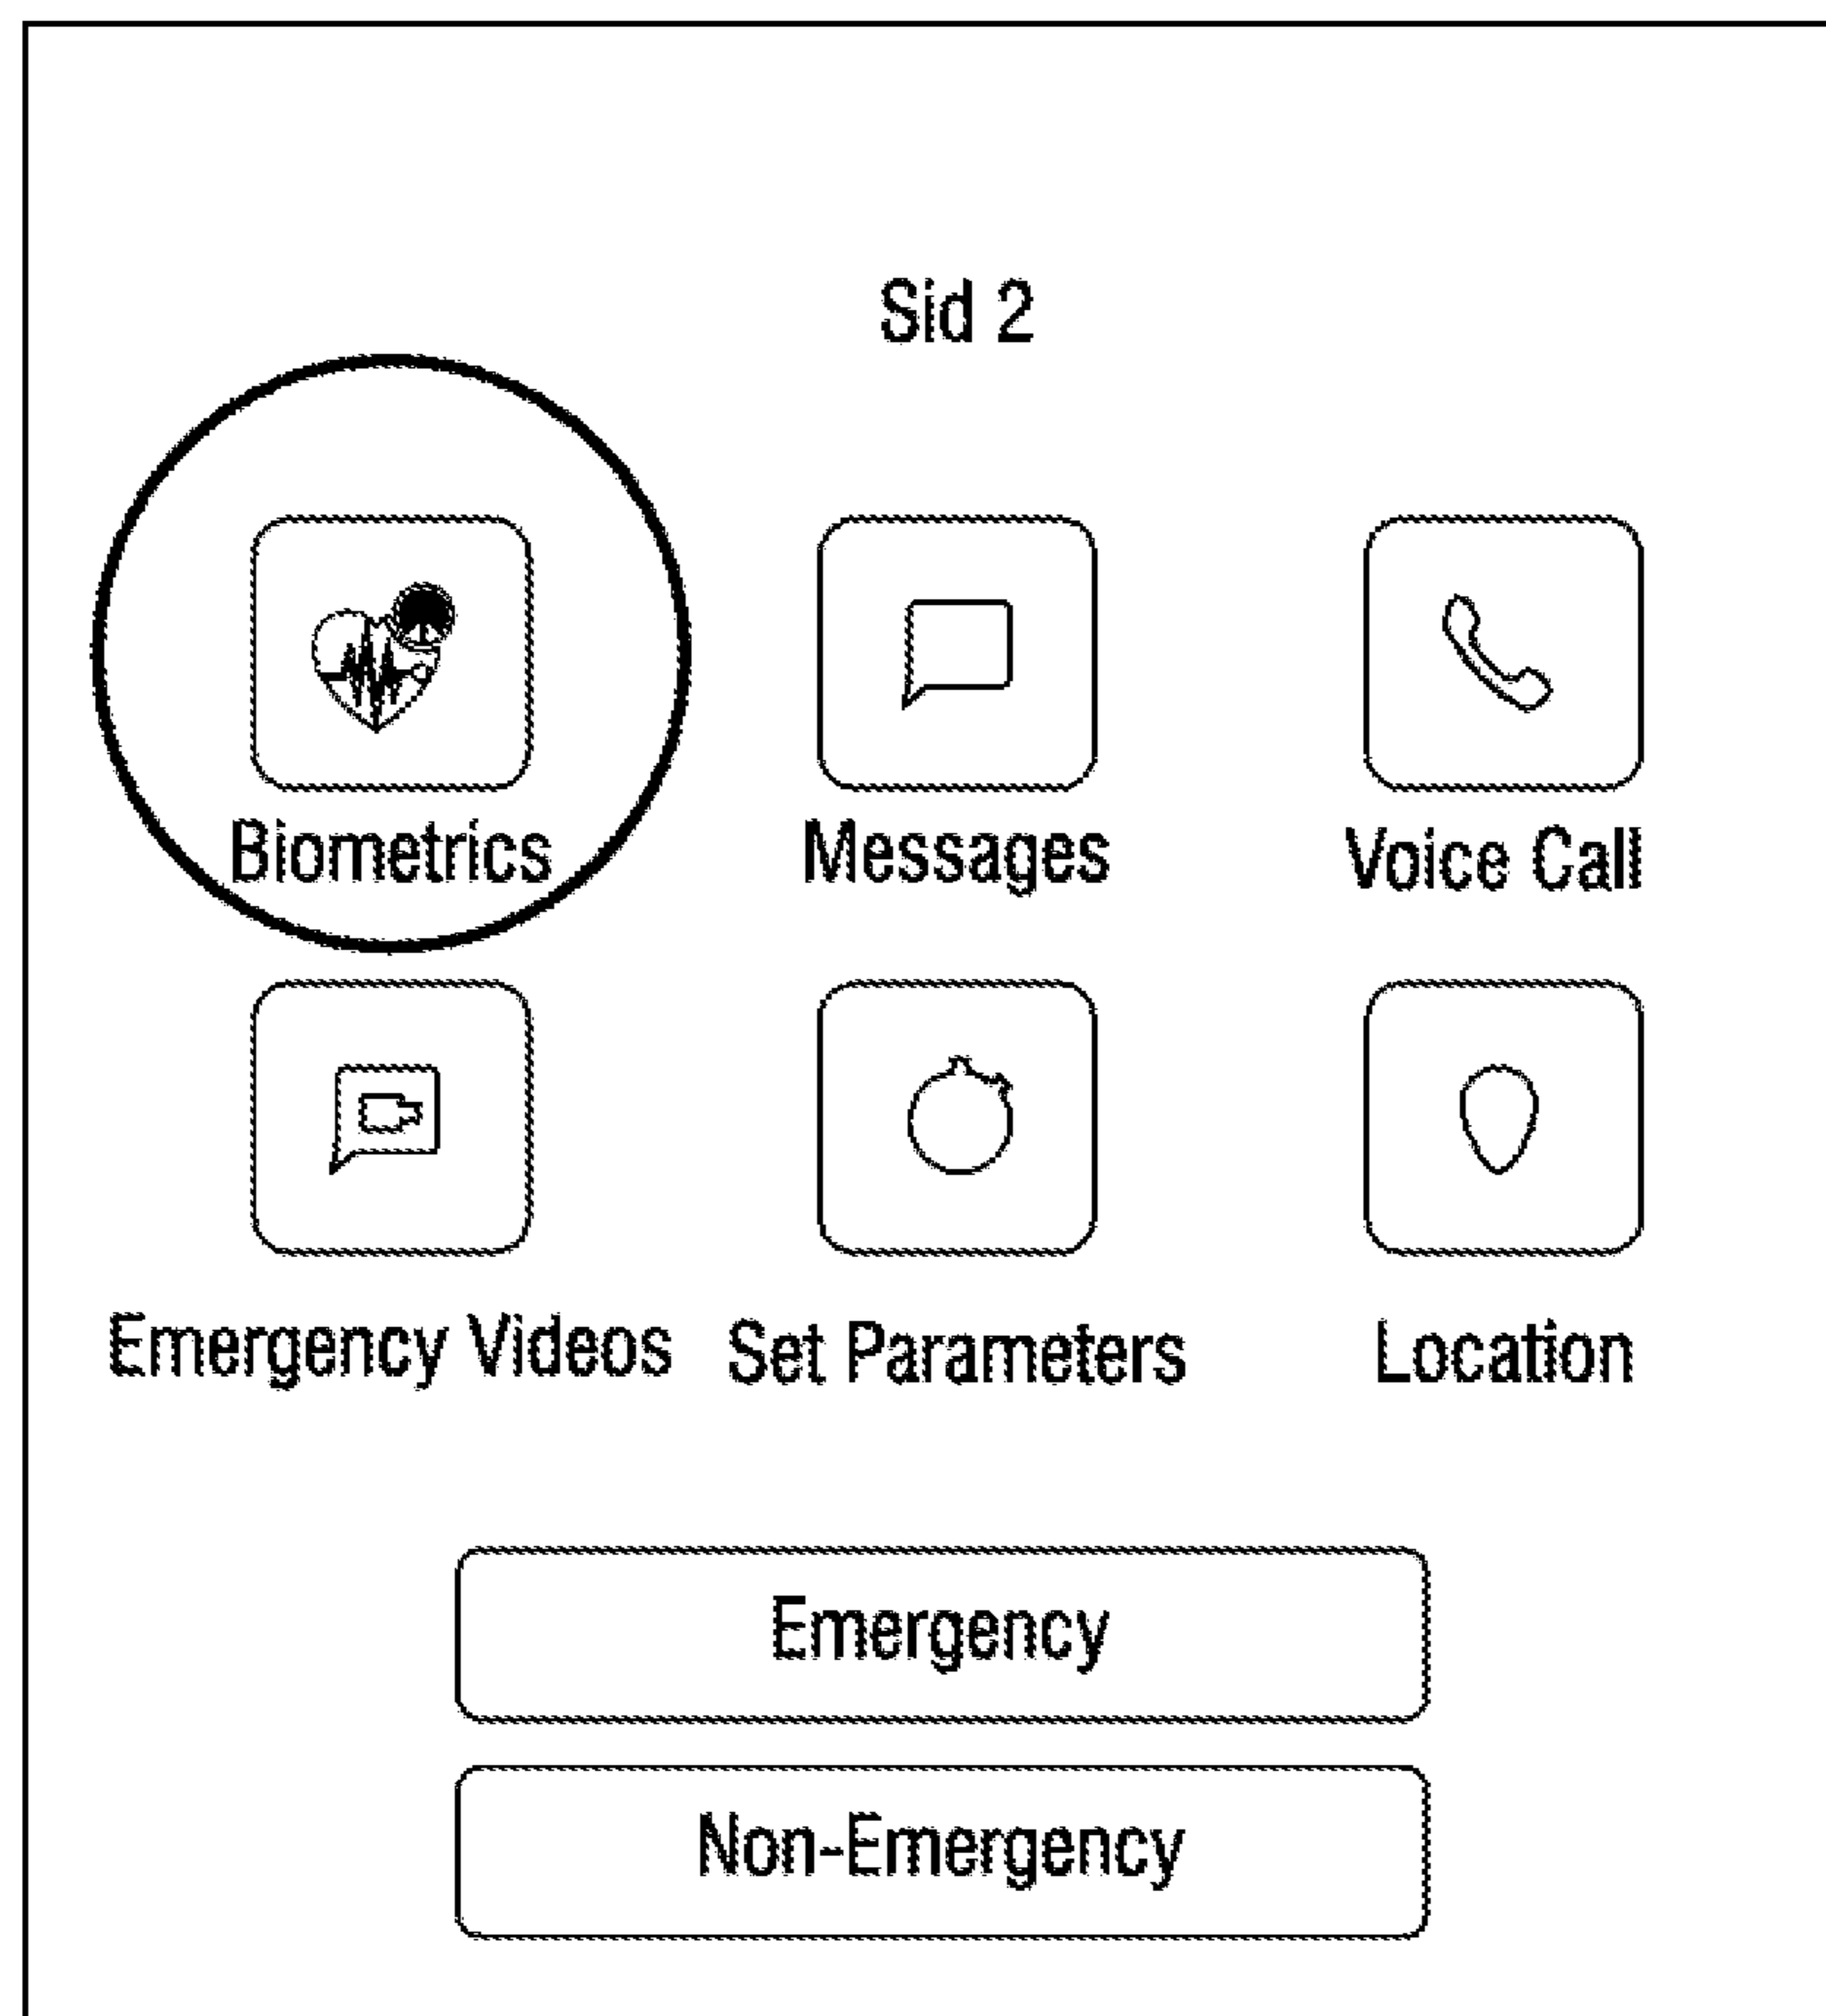 Sid 2
Biometrics Messages Voice Call
Emergency Videos Set Parameters Location
Emergency
Non-Emergency